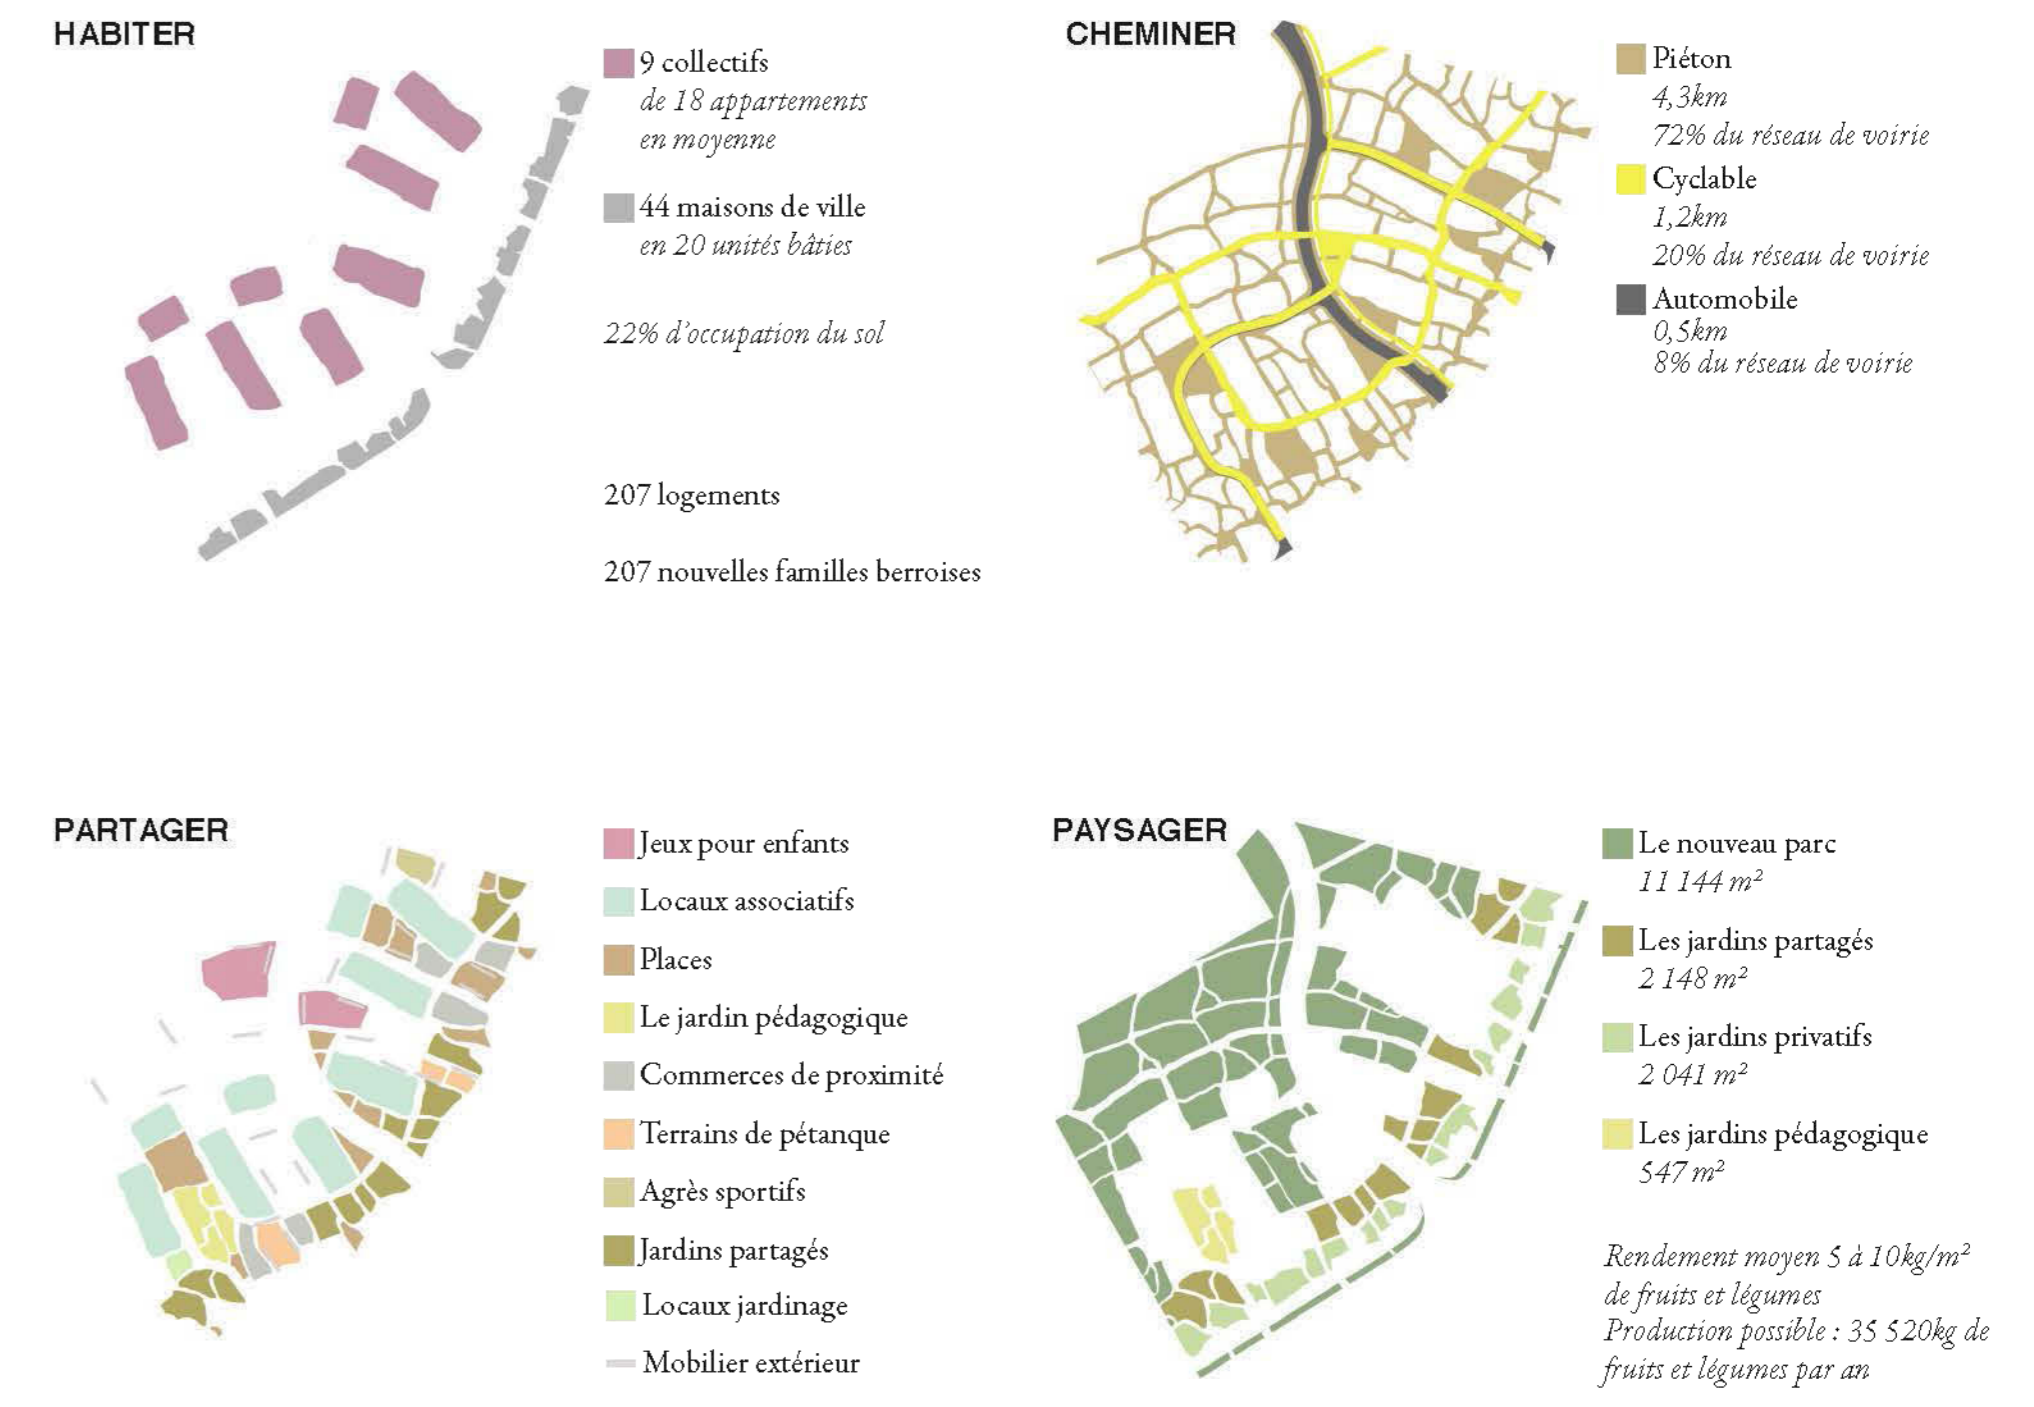 HABITER
9 collectifs
de 18 appartements
en moyenne
44 maisons de ville
en 20 unités bâties
22% d'occupation du sol
207 logements
207 nouvelles familles berroises
CHEMINER
Piéton
4,3km
72% du réseau de voirie
Cyclable
1,2km
20% du réseau de voirie
Automobile
0,5km
8% du réseau de voirie
PARTAGER
Jeux pour enfants
Locaux associatifs
Places
Le jardin pédagogique
Commerces de proximité
Terrains de pétanque
Agrès sportifs
Jardins partagés
Locaux jardinage
Mobilier extérieur
PAYSAGER
Le nouveau parc
11 144 m²
Les jardins partagés
2 148 m²
Les jardins privatifs
2 041 m²
Les jardins pédagogique
547 m²
Rendement moyen 5 à 10kg/m²
de fruits et légumes
Production possible : 35 520kg de
fruits et légumes par an